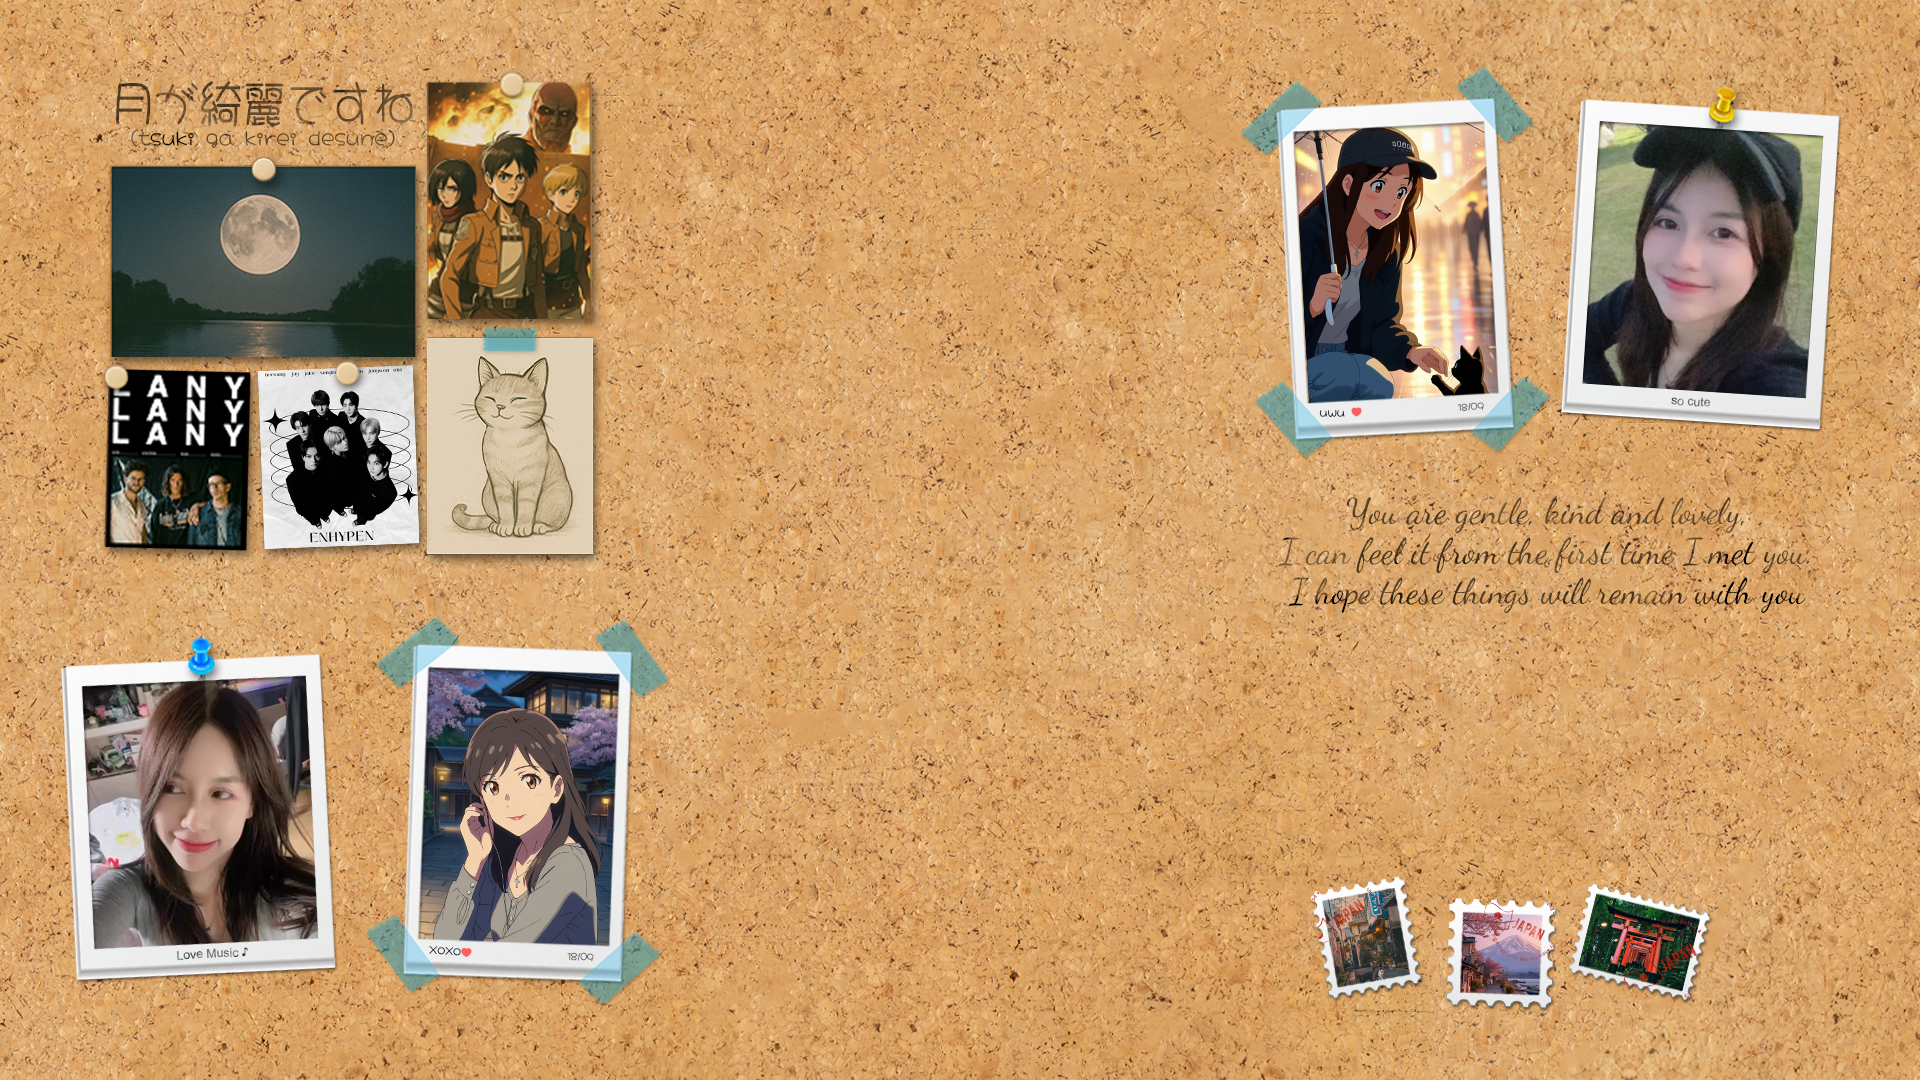 月が綺麗ですね
(tsuki ga kirei desune)
LANY
LANY
LANY
ENHYPEN
uwu
18/09
so cute
You are gentle, kind and lovely,
I can feel it from the first time I met you.
I hope these things will remain with you
Love Music♪
XOXO
18/09
JAPAN
JAPAN
JAPAN